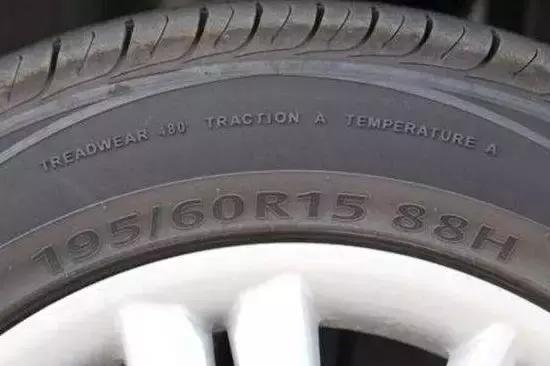 TREADWEAR 480 TRACTION A TEMPERATURE A
195/60R15 88H